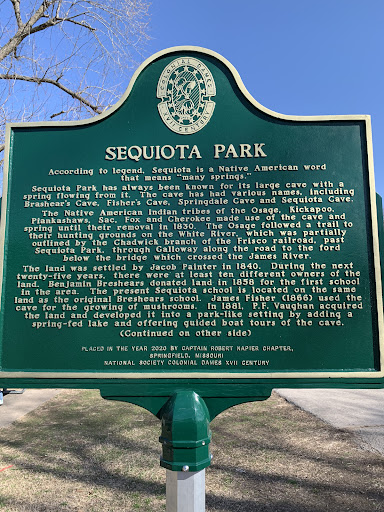 COLONIAL DAMES
XVII
CENTURY
SEQUIOTA PARK
According to legend, Sequiota is a Native American word
that means "many springs."
Sequiota Park has always been known for its large cave with a
spring flowing from it. The cave has had various names, including
Brashear's Cave, Fisher's Cave, Springdale Cave and Sequiota Cave.
The Native American Indian tribes of the Osage, Kickapoo,
Piankashaws, Sac, Fox and Cherokee made use of the cave and
spring until their removal in 1830. The Osage followed a trail to
their hunting grounds on the White River, which was partially
outlined by the Chadwick branch of the Frisco railroad, past
Sequiota Park, through Galloway along the road to the ford
below the bridge which crossed the James River.
The land was settled by Jacob Painter in 1840. During the next
twenty-five years, there were at least ten different owners of the
land. Benjamin Breshears donated land in 1858 for the first school
in the area. The present Sequiota school is located on the same
land as the original Breshears school. James Fisher (1866) used the
cave for the growing of mushrooms. In 1881, P.F. Vaughan acquired
the land and developed it into a park-like setting by adding a
spring-fed lake and offering guided boat tours of the cave.
(Continued on other side)
PLACED IN THE YEAR 2020 BY CAPTAIN ROBERT NAPIER CHAPTER,
SPRINGFIELD, MISSOURI
NATIONAL SOCIETY COLONIAL DAMES XVII CENTURY